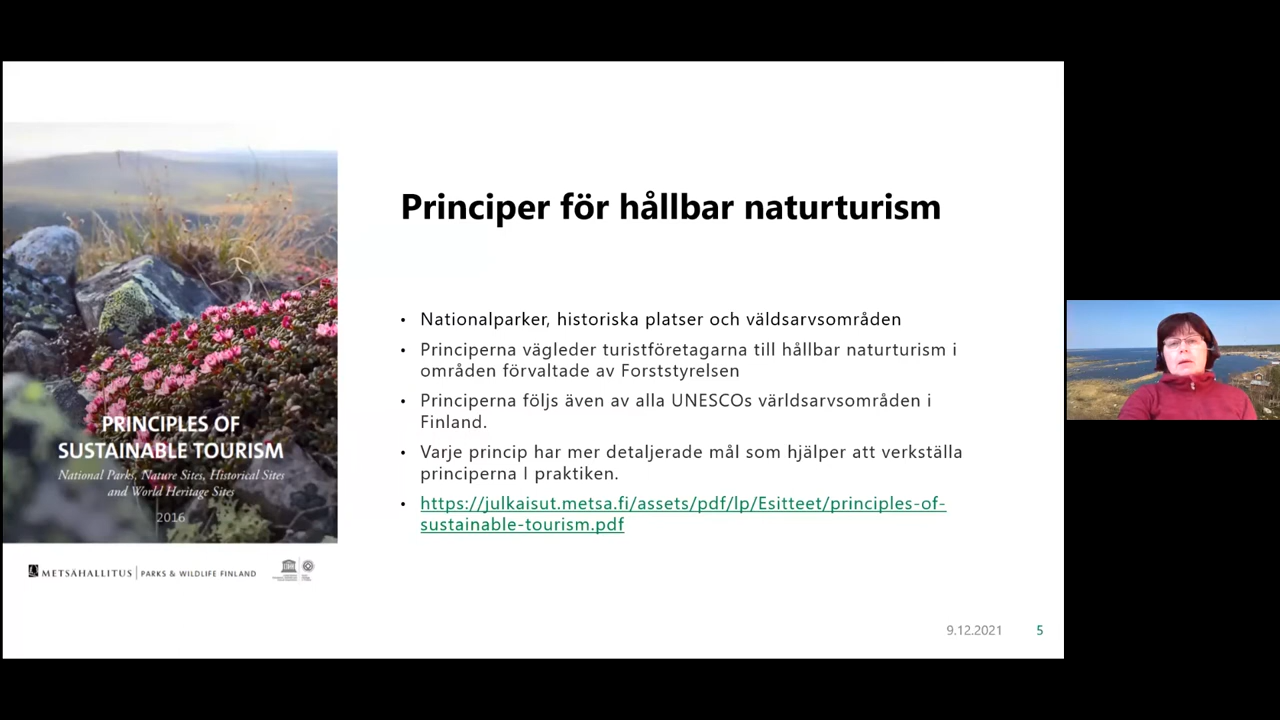 Principer för hållbar naturturism
• Nationalparker, historiska platser och väldsarvsområden
• Principerna vägleder turistföretagarna till hållbar naturturism i
områden förvaltade av Forststyrelsen
• Principerna följs även av alla UNESCOs världsarvsområden i
Finland.
• Varje princip har mer detaljerade mål som hjälper att verkställa
principerna I praktiken.
• https://julkaisut.metsa.fi/assets/pdf/lp/Esitteet/principles-of-
sustainable-tourism.pdf
PRINCIPLES OF
SUSTAINABLE TOURISM
National Parks, Nature Sites, Historical Sites
and World Heritage Sites
2016
METSÄHALLITUS | PARKS & WILDLIFE FINLAND
9.12.2021 5